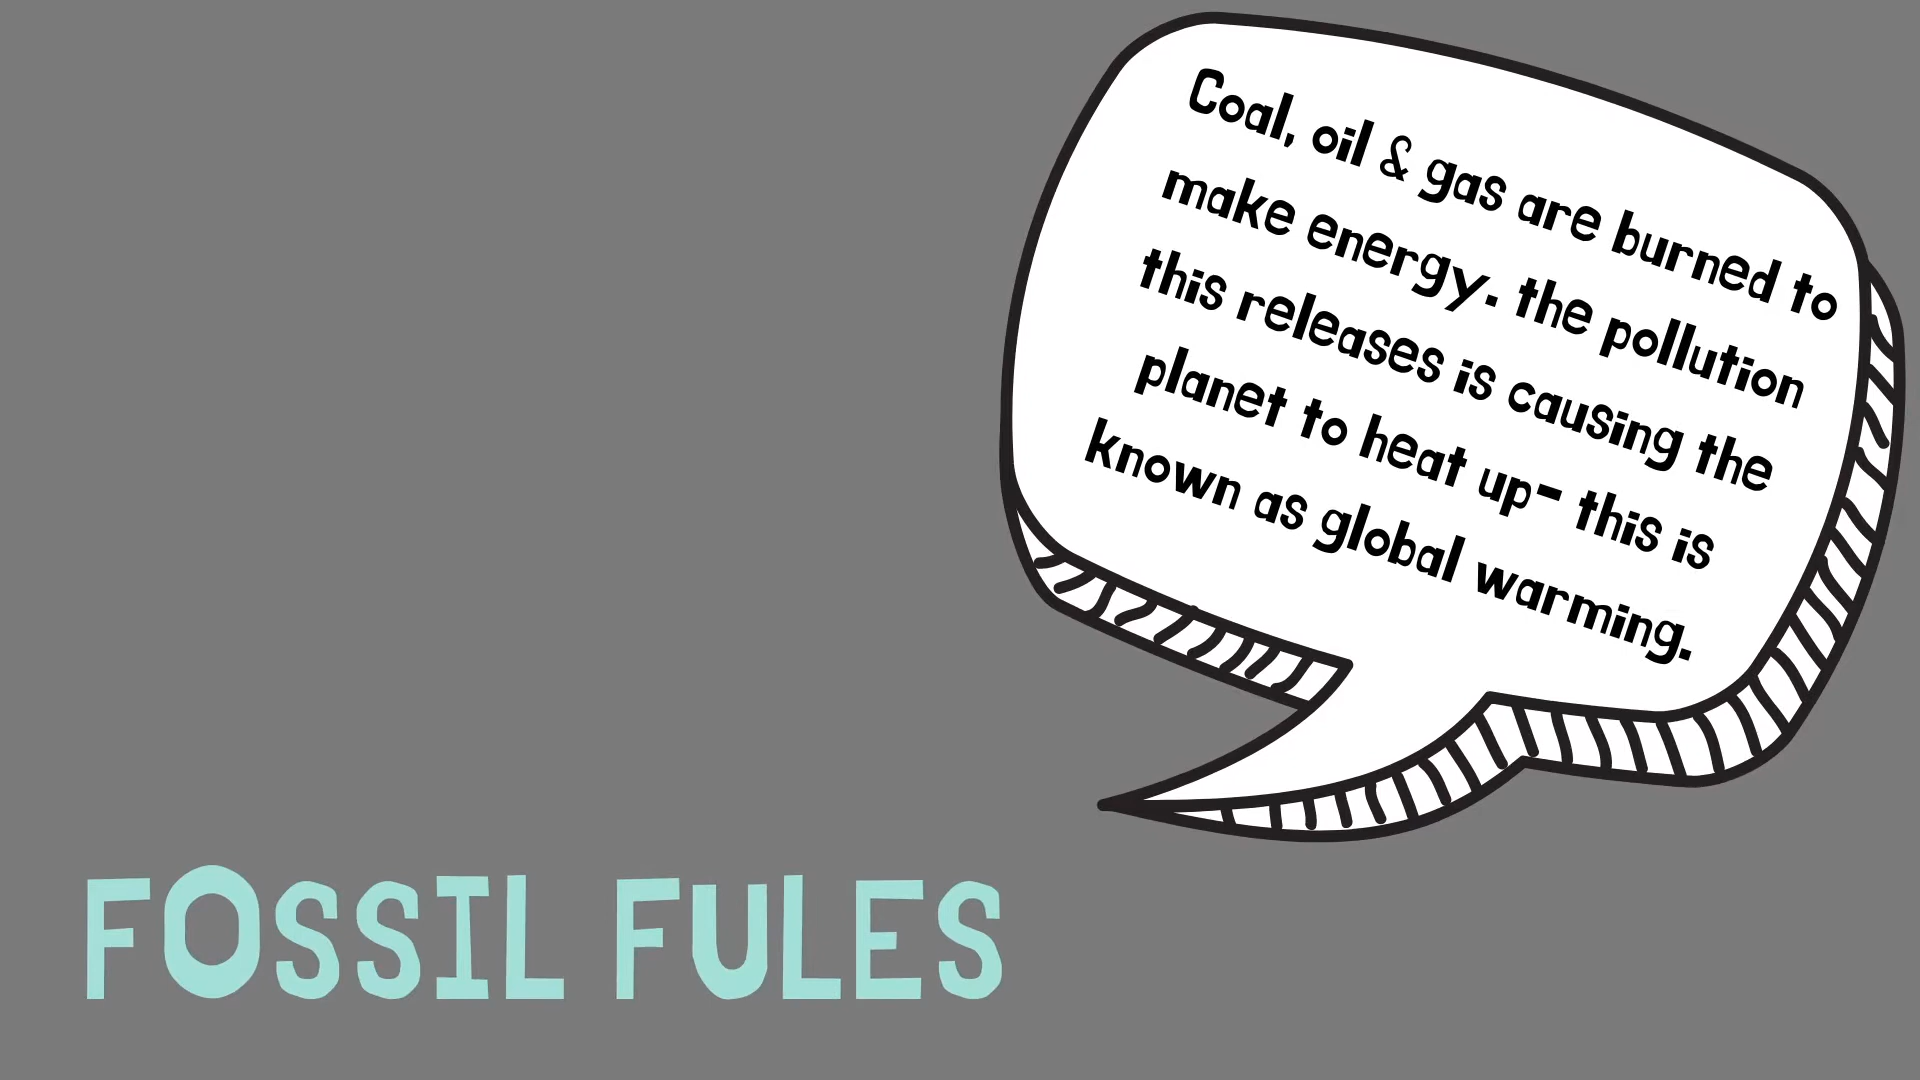 Coal, oil & gas are burned to
make energy. the pollution
this releases is causing the
planet to heat up- this is
known as global warming.
FOSSIL FULES